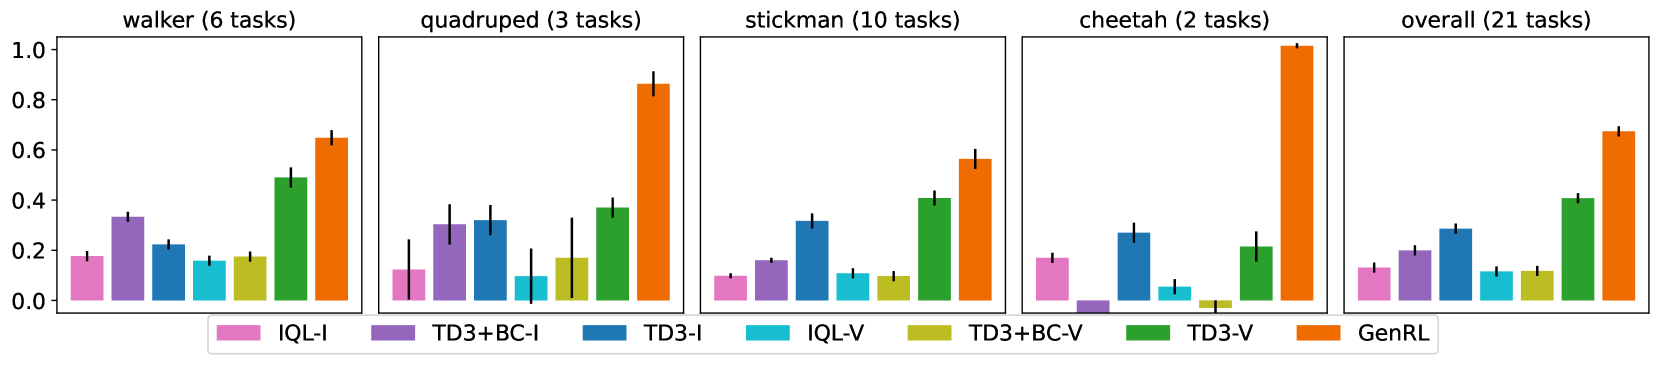 walker (6 tasks)
quadruped (3 tasks)
stickman (10 tasks)
cheetah (2 tasks)
overall (21 tasks)
1.0
0.8
0.6
0.4
0.2
0.0
IQL-I
TD3+BC-I
TD3-I
IQL-V
TD3+BC-V
TD3-V
GenRL